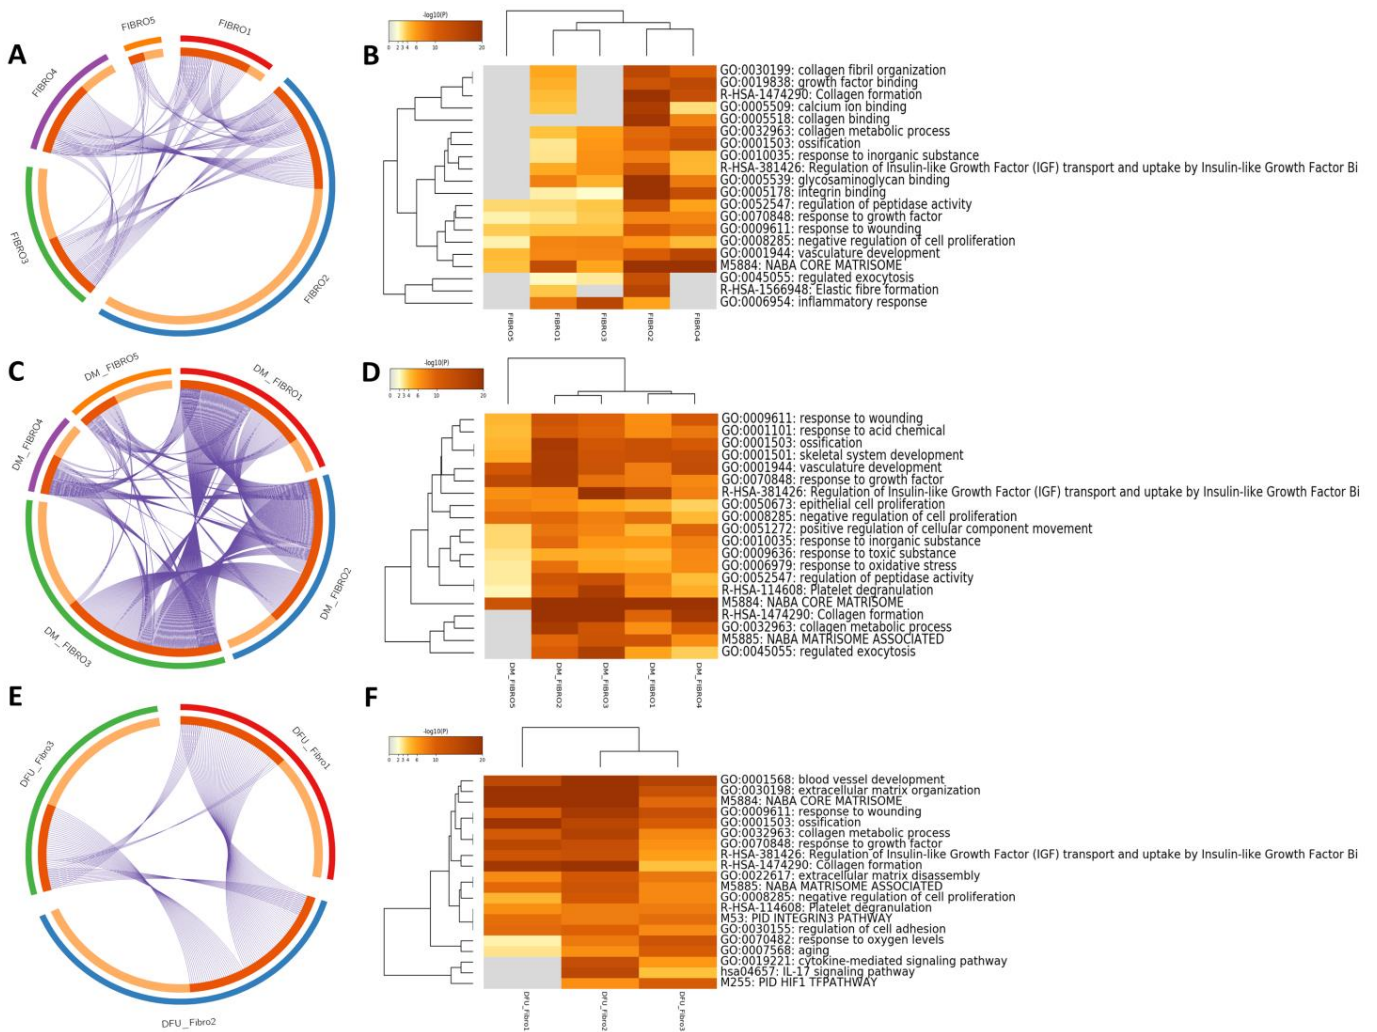 A
FIBRO5
FIBRO1
FIBRO4
FIBRO3
FIBRO2
B
-log10(P)
0 2 3 4 6 10 20
GO:0030199: collagen fibril organization
GO:0019838: growth factor binding
R-HSA-1474290: Collagen formation
GO:0005509: calcium ion binding
GO:0005518: collagen binding
GO:0032963: collagen metabolic process
GO:0001503: ossification
GO:0010035: response to inorganic substance
R-HSA-381426: Regulation of Insulin-like Growth Factor (IGF) transport and uptake by Insulin-like Growth Factor Bi
GO:0005539: glycosaminoglycan binding
GO:0005178: integrin binding
GO:0052547: regulation of peptidase activity
GO:0070848: response to growth factor
GO:0009611: response to wounding
GO:0008285: negative regulation of cell proliferation
GO:0001944: vasculature development
M5884: NABA CORE MATRISOME
GO:0045055: regulated exocytosis
R-HSA-1566948: Elastic fibre formation
GO:0006954: inflammatory response
FIBRO5
FIBRO1
FIBRO3
FIBRO2
FIBRO4
C
DM_FIBRO5
DM_FIBRO1
DM_FIBRO4
DM_FIBRO3
DM_FIBRO2
D
-log10(P)
0 2 3 4 6 10 20
GO:0009611: response to wounding
GO:0001101: response to acid chemical
GO:0001503: ossification
GO:0001501: skeletal system development
GO:0001944: vasculature development
GO:0070848: response to growth factor
R-HSA-381426: Regulation of Insulin-like Growth Factor (IGF) transport and uptake by Insulin-like Growth Factor Bi
GO:0050673: epithelial cell proliferation
GO:0008285: negative regulation of cell proliferation
GO:0051272: positive regulation of cellular component movement
GO:0010035: response to inorganic substance
GO:0009636: response to toxic substance
GO:0006979: response to oxidative stress
GO:0052547: regulation of peptidase activity
R-HSA-114608: Platelet degranulation
M5884: NABA CORE MATRISOME
R-HSA-1474290: Collagen formation
GO:0032963: collagen metabolic process
M5885: NABA MATRISOME ASSOCIATED
GO:0045055: regulated exocytosis
DM_FIBRO5
DM_FIBRO2
DM_FIBRO3
DM_FIBRO1
DM_FIBRO4
E
DFU_Fibro3
DFU_Fibro1
DFU_Fibro2
F
-log10(P)
0 2 3 4 6 10 20
GO:0001568: blood vessel development
GO:0030198: extracellular matrix organization
M5884: NABA CORE MATRISOME
GO:0009611: response to wounding
GO:0001503: ossification
GO:0032963: collagen metabolic process
GO:0070848: response to growth factor
R-HSA-381426: Regulation of Insulin-like Growth Factor (IGF) transport and uptake by Insulin-like Growth Factor Bi
R-HSA-1474290: Collagen formation
GO:0022617: extracellular matrix disassembly
M5885: NABA MATRISOME ASSOCIATED
GO:0008285: negative regulation of cell proliferation
R-HSA-114608: Platelet degranulation
M53: PID INTEGRIN3 PATHWAY
GO:0030155: regulation of cell adhesion
GO:0070482: response to oxygen levels
GO:0007568: aging
GO:0019221: cytokine-mediated signaling pathway
hsa04657: IL-17 signaling pathway
M255: PID HIF1 TFPATHWAY
DFU_Fibro1
DFU_Fibro2
DFU_Fibro3